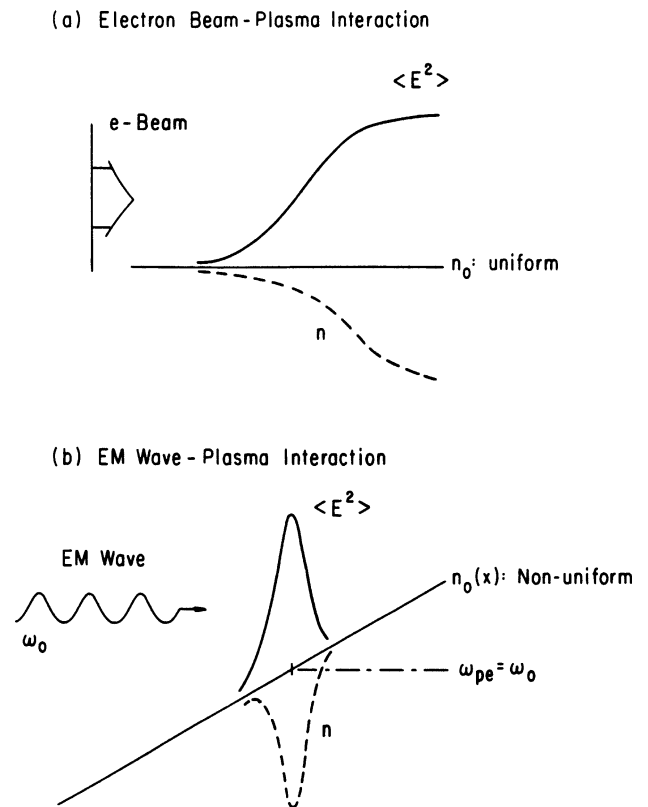 (a) Electron Beam-Plasma Interaction
<E²>
e-Beam
n₀: uniform
n
(b) EM Wave-Plasma Interaction
<E²>
EM Wave
n₀(x): Non-uniform
ω₀
ωpe=ω₀
n